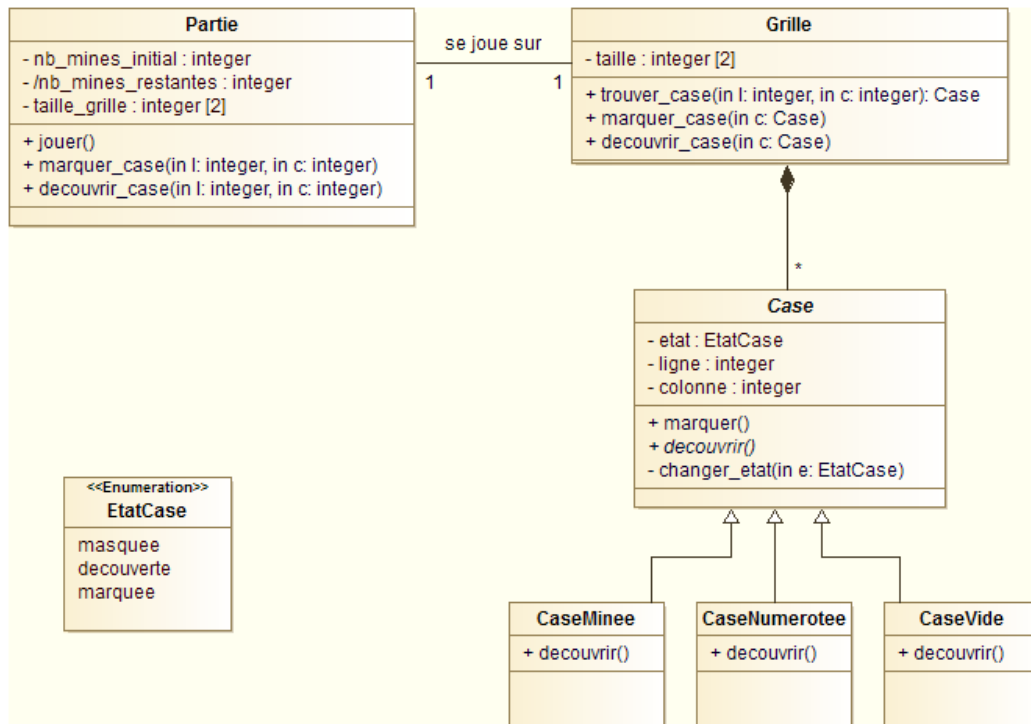 Partie
- nb_mines_initial : integer
- /nb_mines_restantes : integer
- taille_grille : integer [2]
+ jouer()
+ marquer_case(in l: integer, in c: integer)
+ decouvrir_case(in l: integer, in c: integer)
se joue sur
1
1
Grille
- taille : integer [2]
+ trouver_case(in l: integer, in c: integer): Case
+ marquer_case(in c: Case)
+ decouvrir_case(in c: Case)
*
Case
- etat : EtatCase
- ligne : integer
- colonne : integer
+ marquer()
+ decouvrir()
- changer_etat(in e: EtatCase)
<<Enumeration>>
EtatCase
masquee
decouverte
marquee
CaseMinee
+ decouvrir()
CaseNumerotee
+ decouvrir()
CaseVide
+ decouvrir()